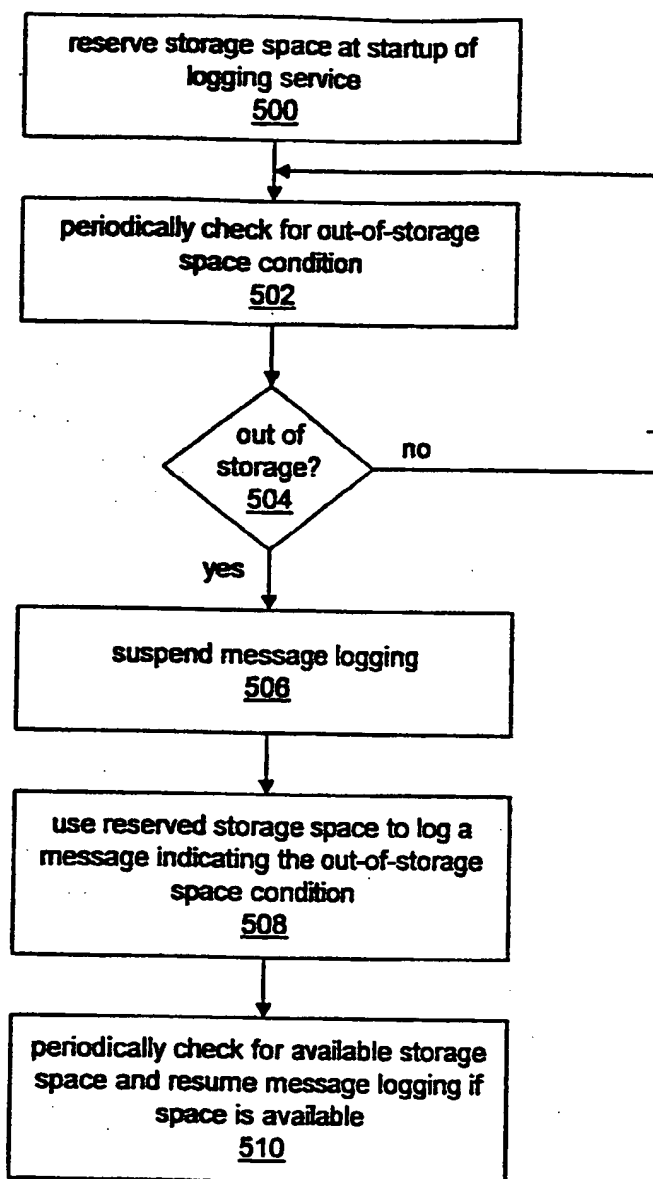 reserve storage space at startup of
logging service
500
periodically check for out-of-storage
space condition
502
out of
storage?
504
no
yes
suspend message logging
506
use reserved storage space to log a
message indicating the out-of-storage
space condition
508
periodically check for available storage
space and resume message logging if
space is available
510